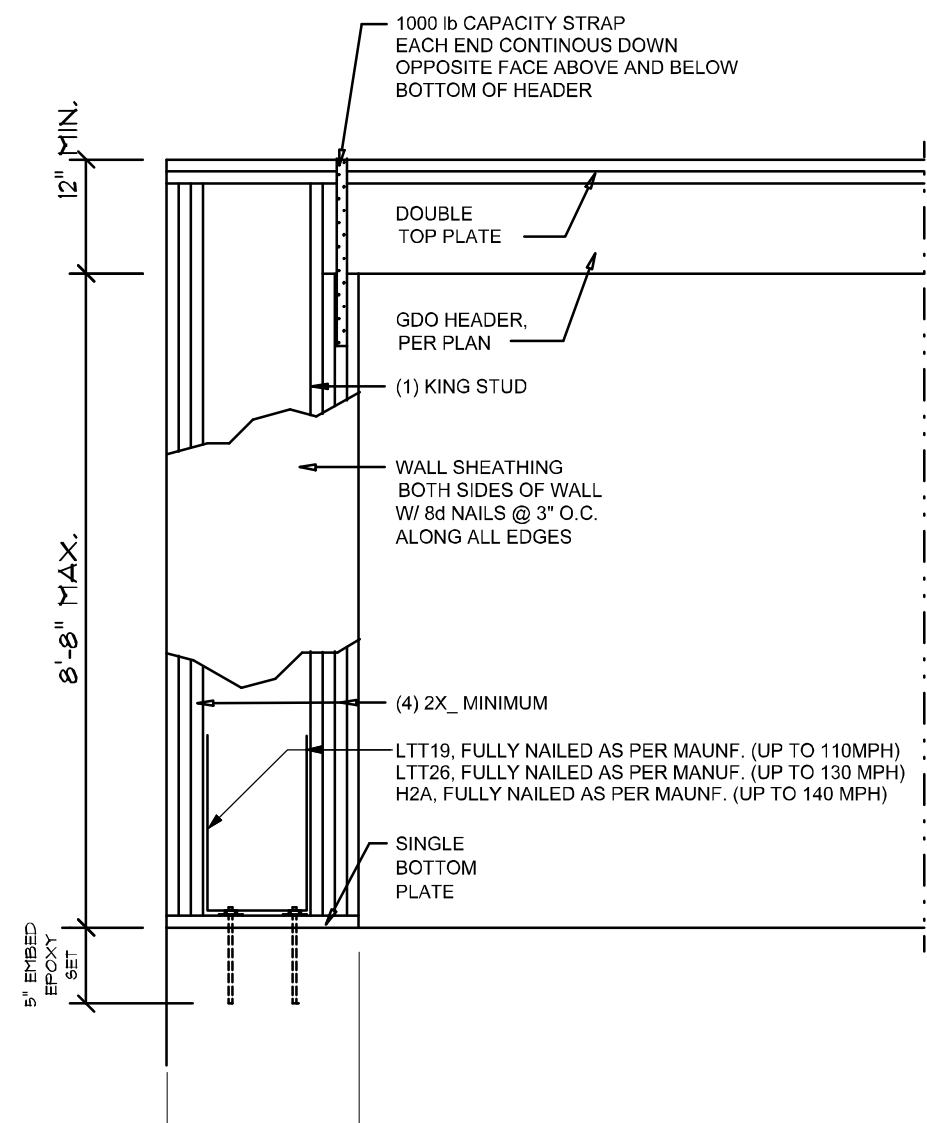 1000 lb CAPACITY STRAP
EACH END CONTINOUS DOWN
OPPOSITE FACE ABOVE AND BELOW
BOTTOM OF HEADER
12" MIN.
DOUBLE
TOP PLATE
GDO HEADER,
PER PLAN
(1) KING STUD
WALL SHEATHING
BOTH SIDES OF WALL
W/ 8d NAILS @ 3" O.C.
ALONG ALL EDGES
8'-8" MAX.
(4) 2X_ MINIMUM
LTT19, FULLY NAILED AS PER MAUNF. (UP TO 110MPH)
LTT26, FULLY NAILED AS PER MANUF. (UP TO 130 MPH)
H2A, FULLY NAILED AS PER MAUNF. (UP TO 140 MPH)
SINGLE
BOTTOM
PLATE
5" EMBED
EPOXY
SET